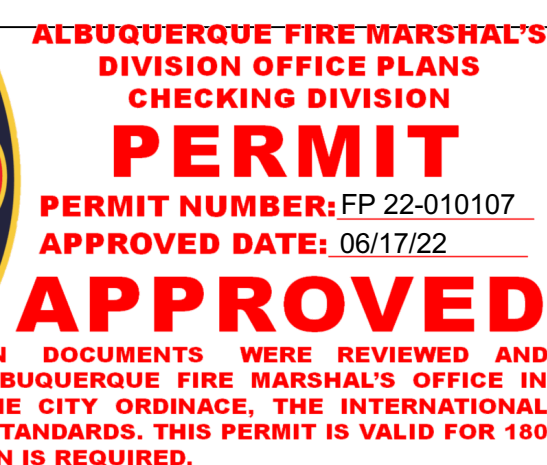 ALBUQUERQUE FIRE MARSHAL'S
DIVISION OFFICE PLANS
CHECKING DIVISION
PERMIT
PERMIT NUMBER: FP 22-010107
APPROVED DATE: 06/17/22
APPROVED
DOCUMENTS WERE REVIEWED AND
BUQUERQUE FIRE MARSHAL'S OFFICE IN
CITY ORDINACE, THE INTERNATIONAL
TANDARDS. THIS PERMIT IS VALID FOR 180
IS REQUIRED.